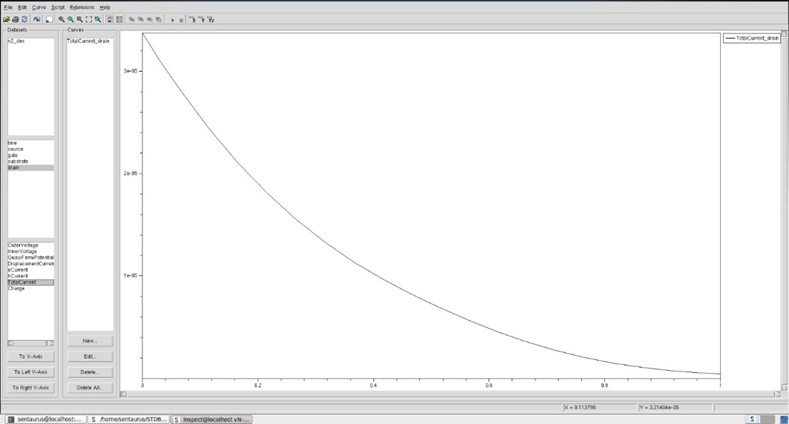 File Edit Curve Script Extensions Help
Datasets
n2_des
time
source
gate
substrate
drain
OuterVoltage
InnerVoltage
QuasiFermiPotential
DisplacementCurren
eCurrent
hCurrent
TotalCurrent
Charge
To X-Axis
To Left Y-Axis
To Right Y-Axis
Curves
TotalCurrent_drain
New...
Edit...
Delete...
Delete All...
TotalCurrent_drain
3e-05
2e-05
1e-05
0 0.2 0.4 0.6 0.8 1
X = 0.113798 Y = 3.21404e-05
sentaurus@localhost:... S /home/sentaurus/STDB... S Inspect@localhost vN-... S